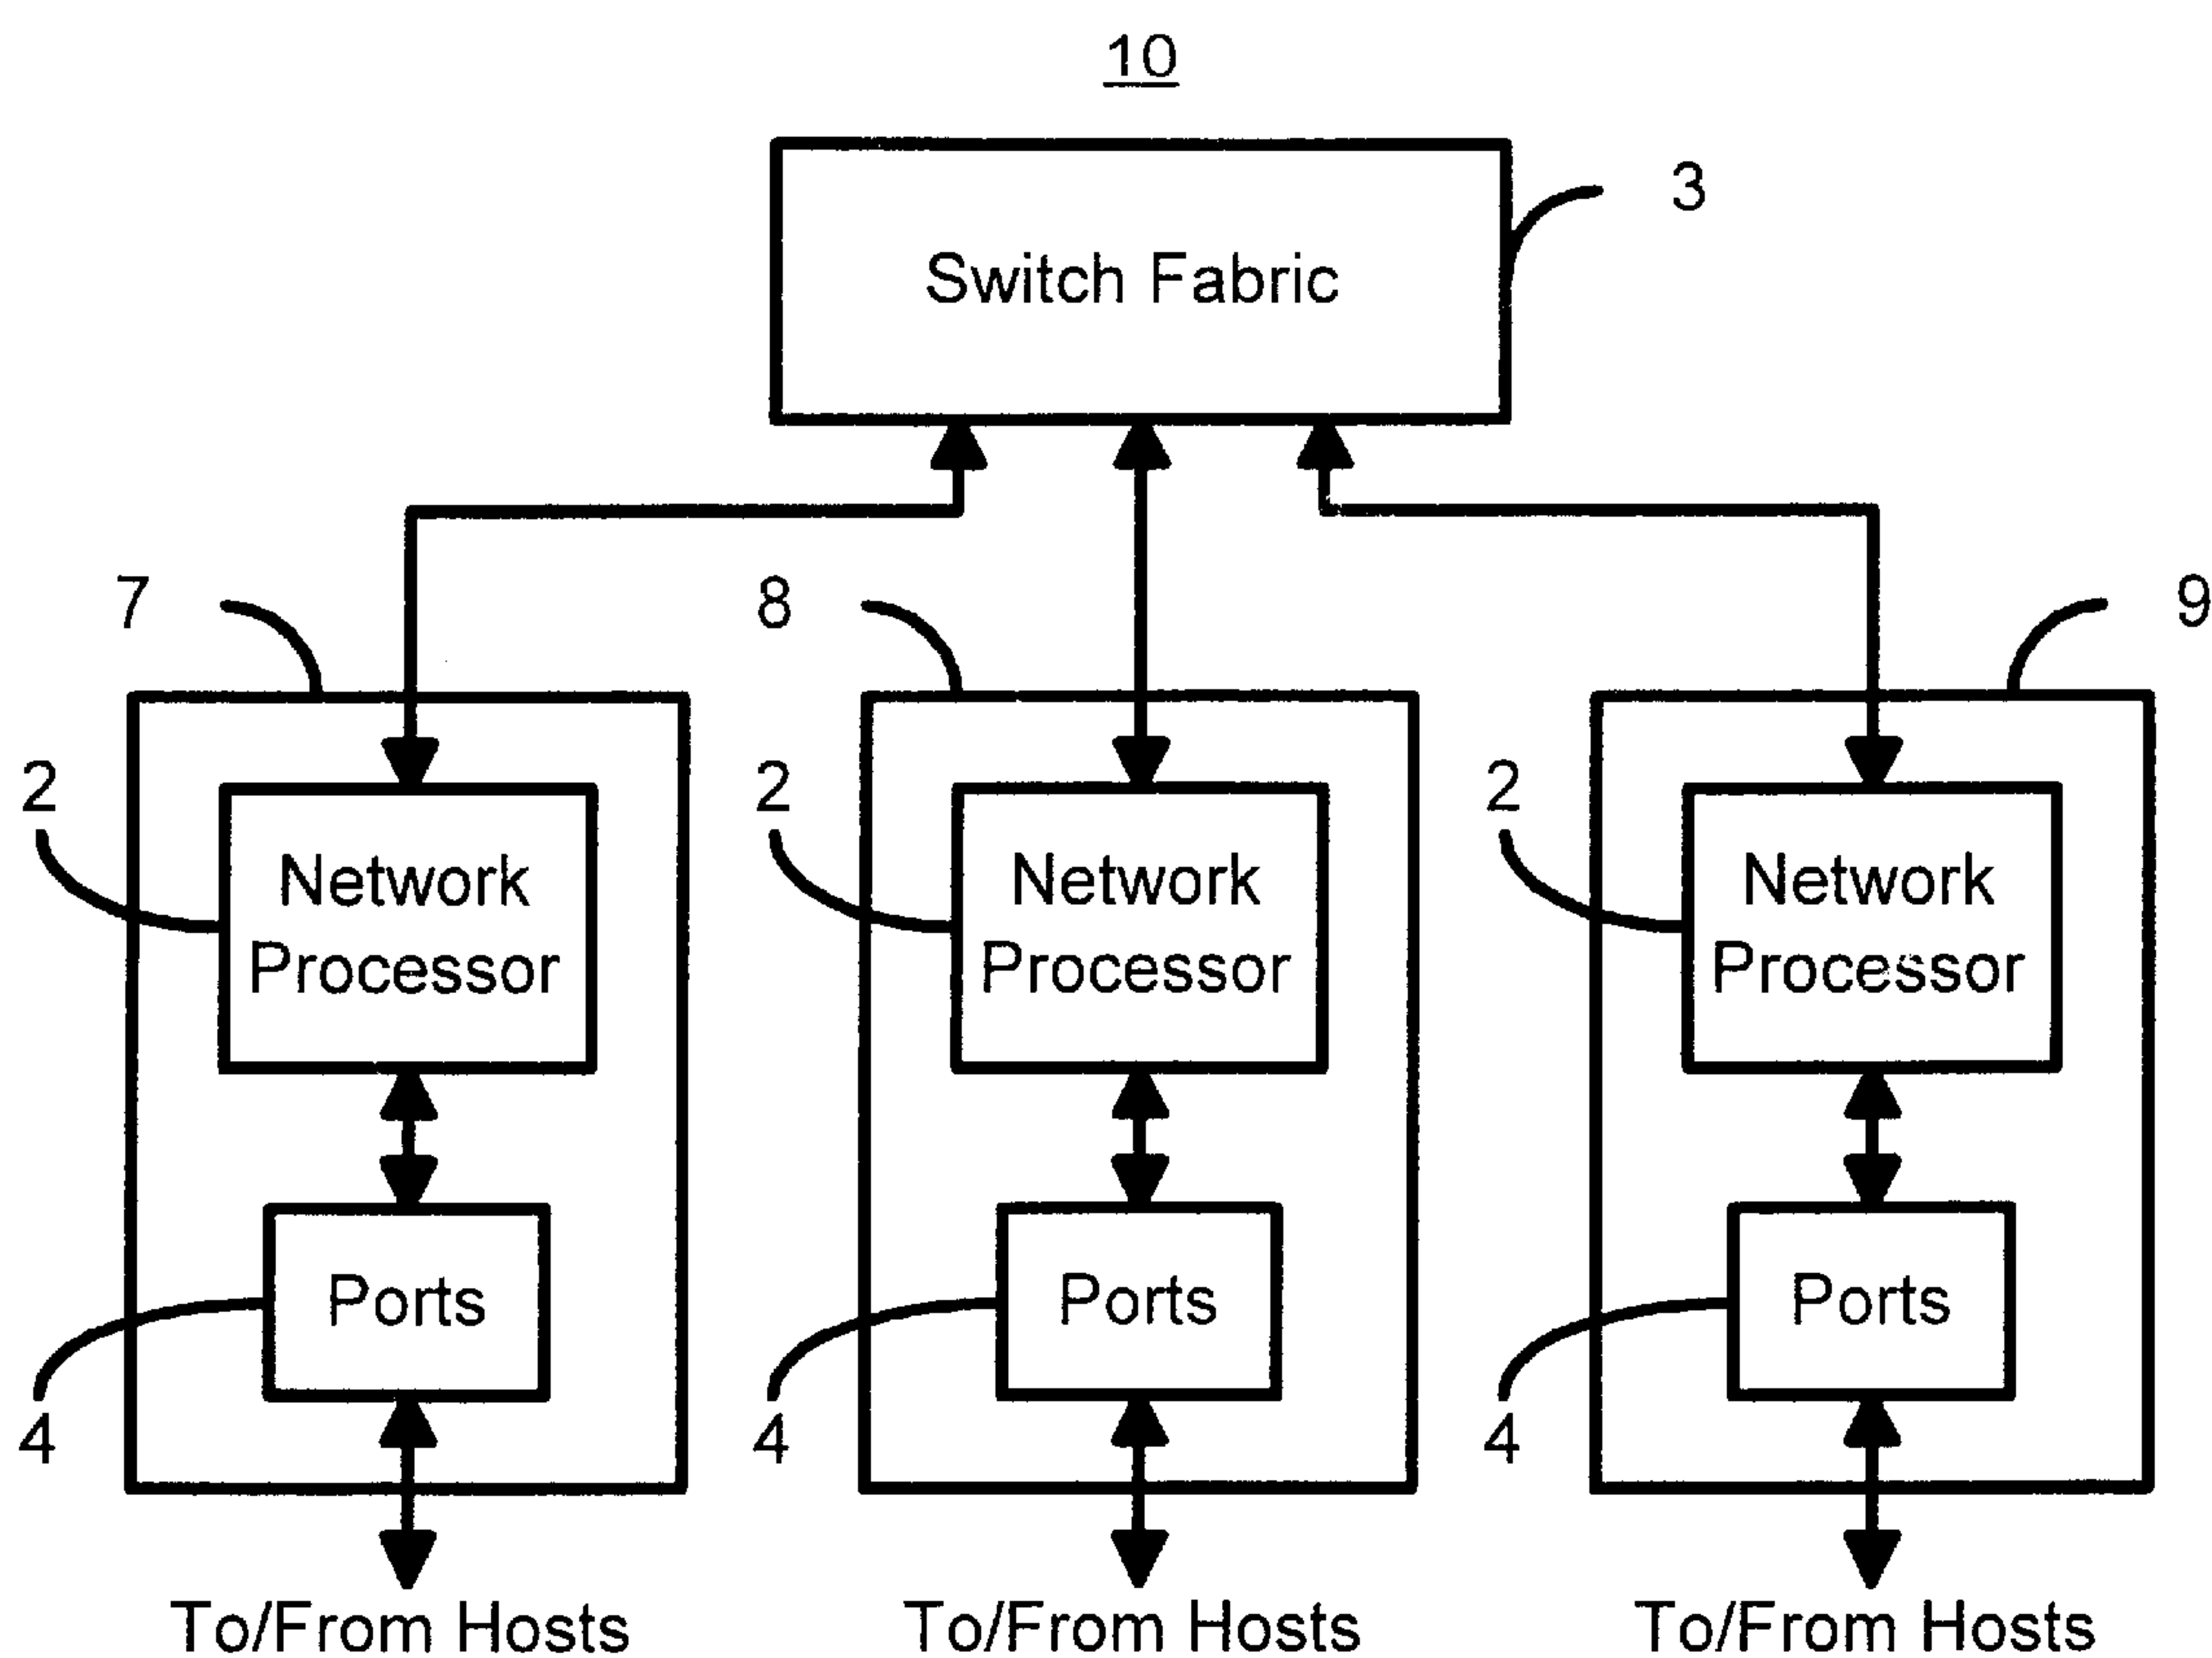 10
3
Switch Fabric
7
8
9
2
2
2
Network
Processor
Network
Processor
Network
Processor
Ports
Ports
Ports
4
4
4
To/From Hosts
To/From Hosts
To/From Hosts